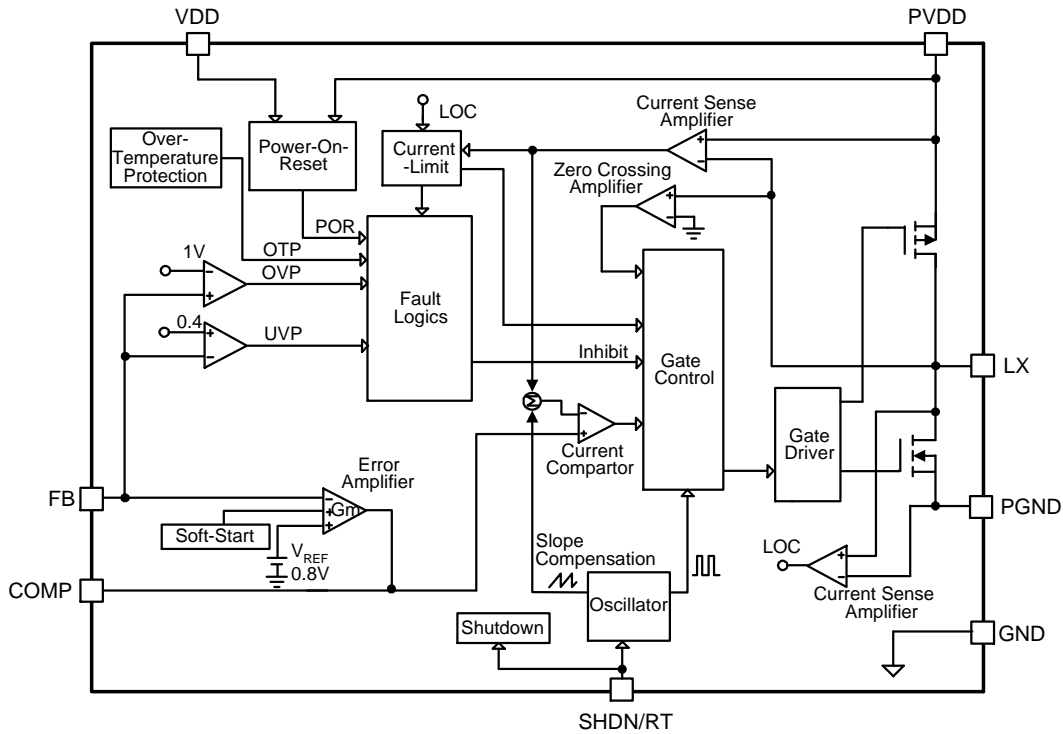 VDD
PVDD
LOC
Current Sense
Amplifier
Over-
Temperature
Protection
Power-On-
Reset
Current
-Limit
Zero Crossing
Amplifier
+
-
+
-
POR
OTP
1V
OVP
-
+
Fault
Logics
0.4
UVP
+
-
Inhibit
Gate
Control
LX
Σ
-
+
Current
Compartor
Gate
Driver
Error
Amplifier
FB
-
+
+
Gm
PGND
Soft-Start
VREF
0.8V
Slope
Compensation
LOC
+
-
COMP
Oscillator
Current Sense
Amplifier
Shutdown
GND
SHDN/RT